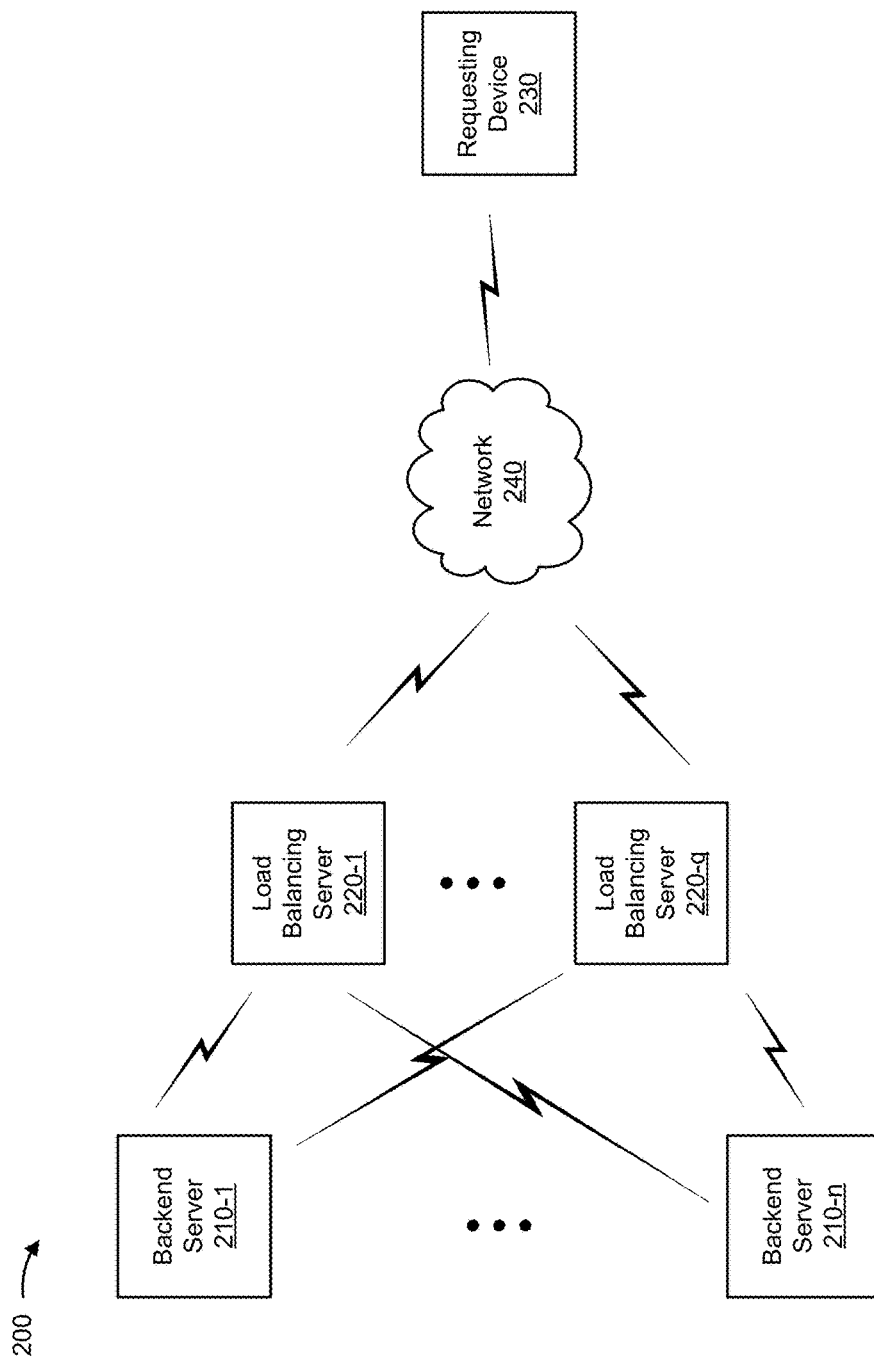 200
Backend
Server
210-1
Backend
Server
210-n
Load
Balancing
Server
220-1
Load
Balancing
Server
220-q
Network
240
Requesting
Device
230